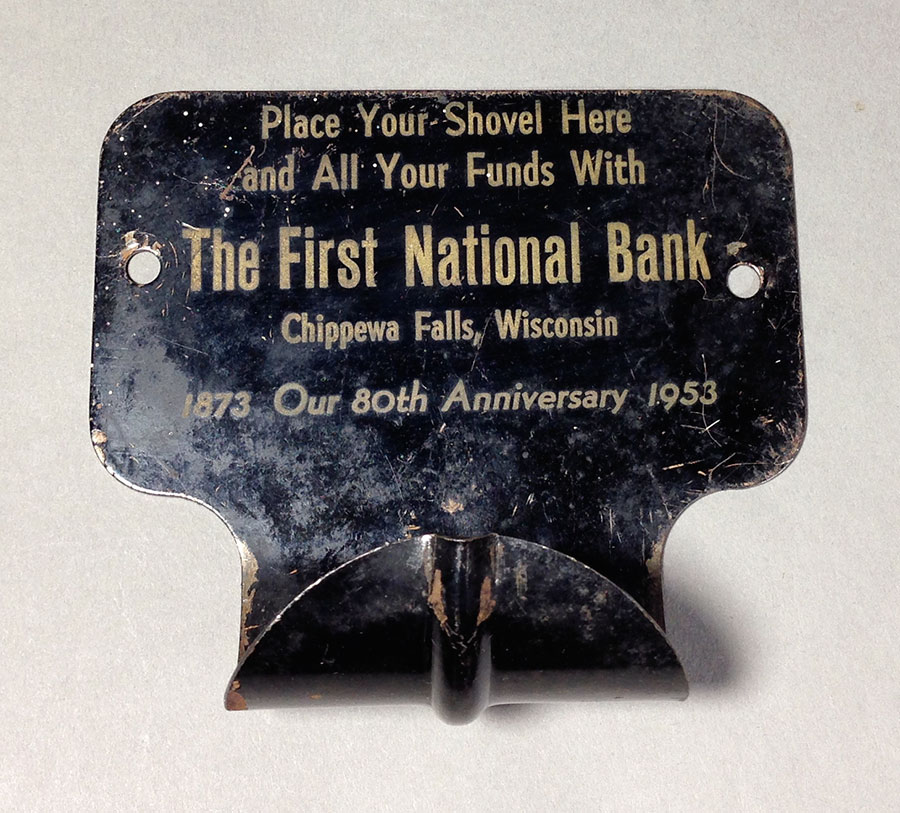 Place Your Shovel Here
and All Your Funds With
The First National Bank
Chippewa Falls, Wisconsin
1873 Our 80th Anniversary 1953